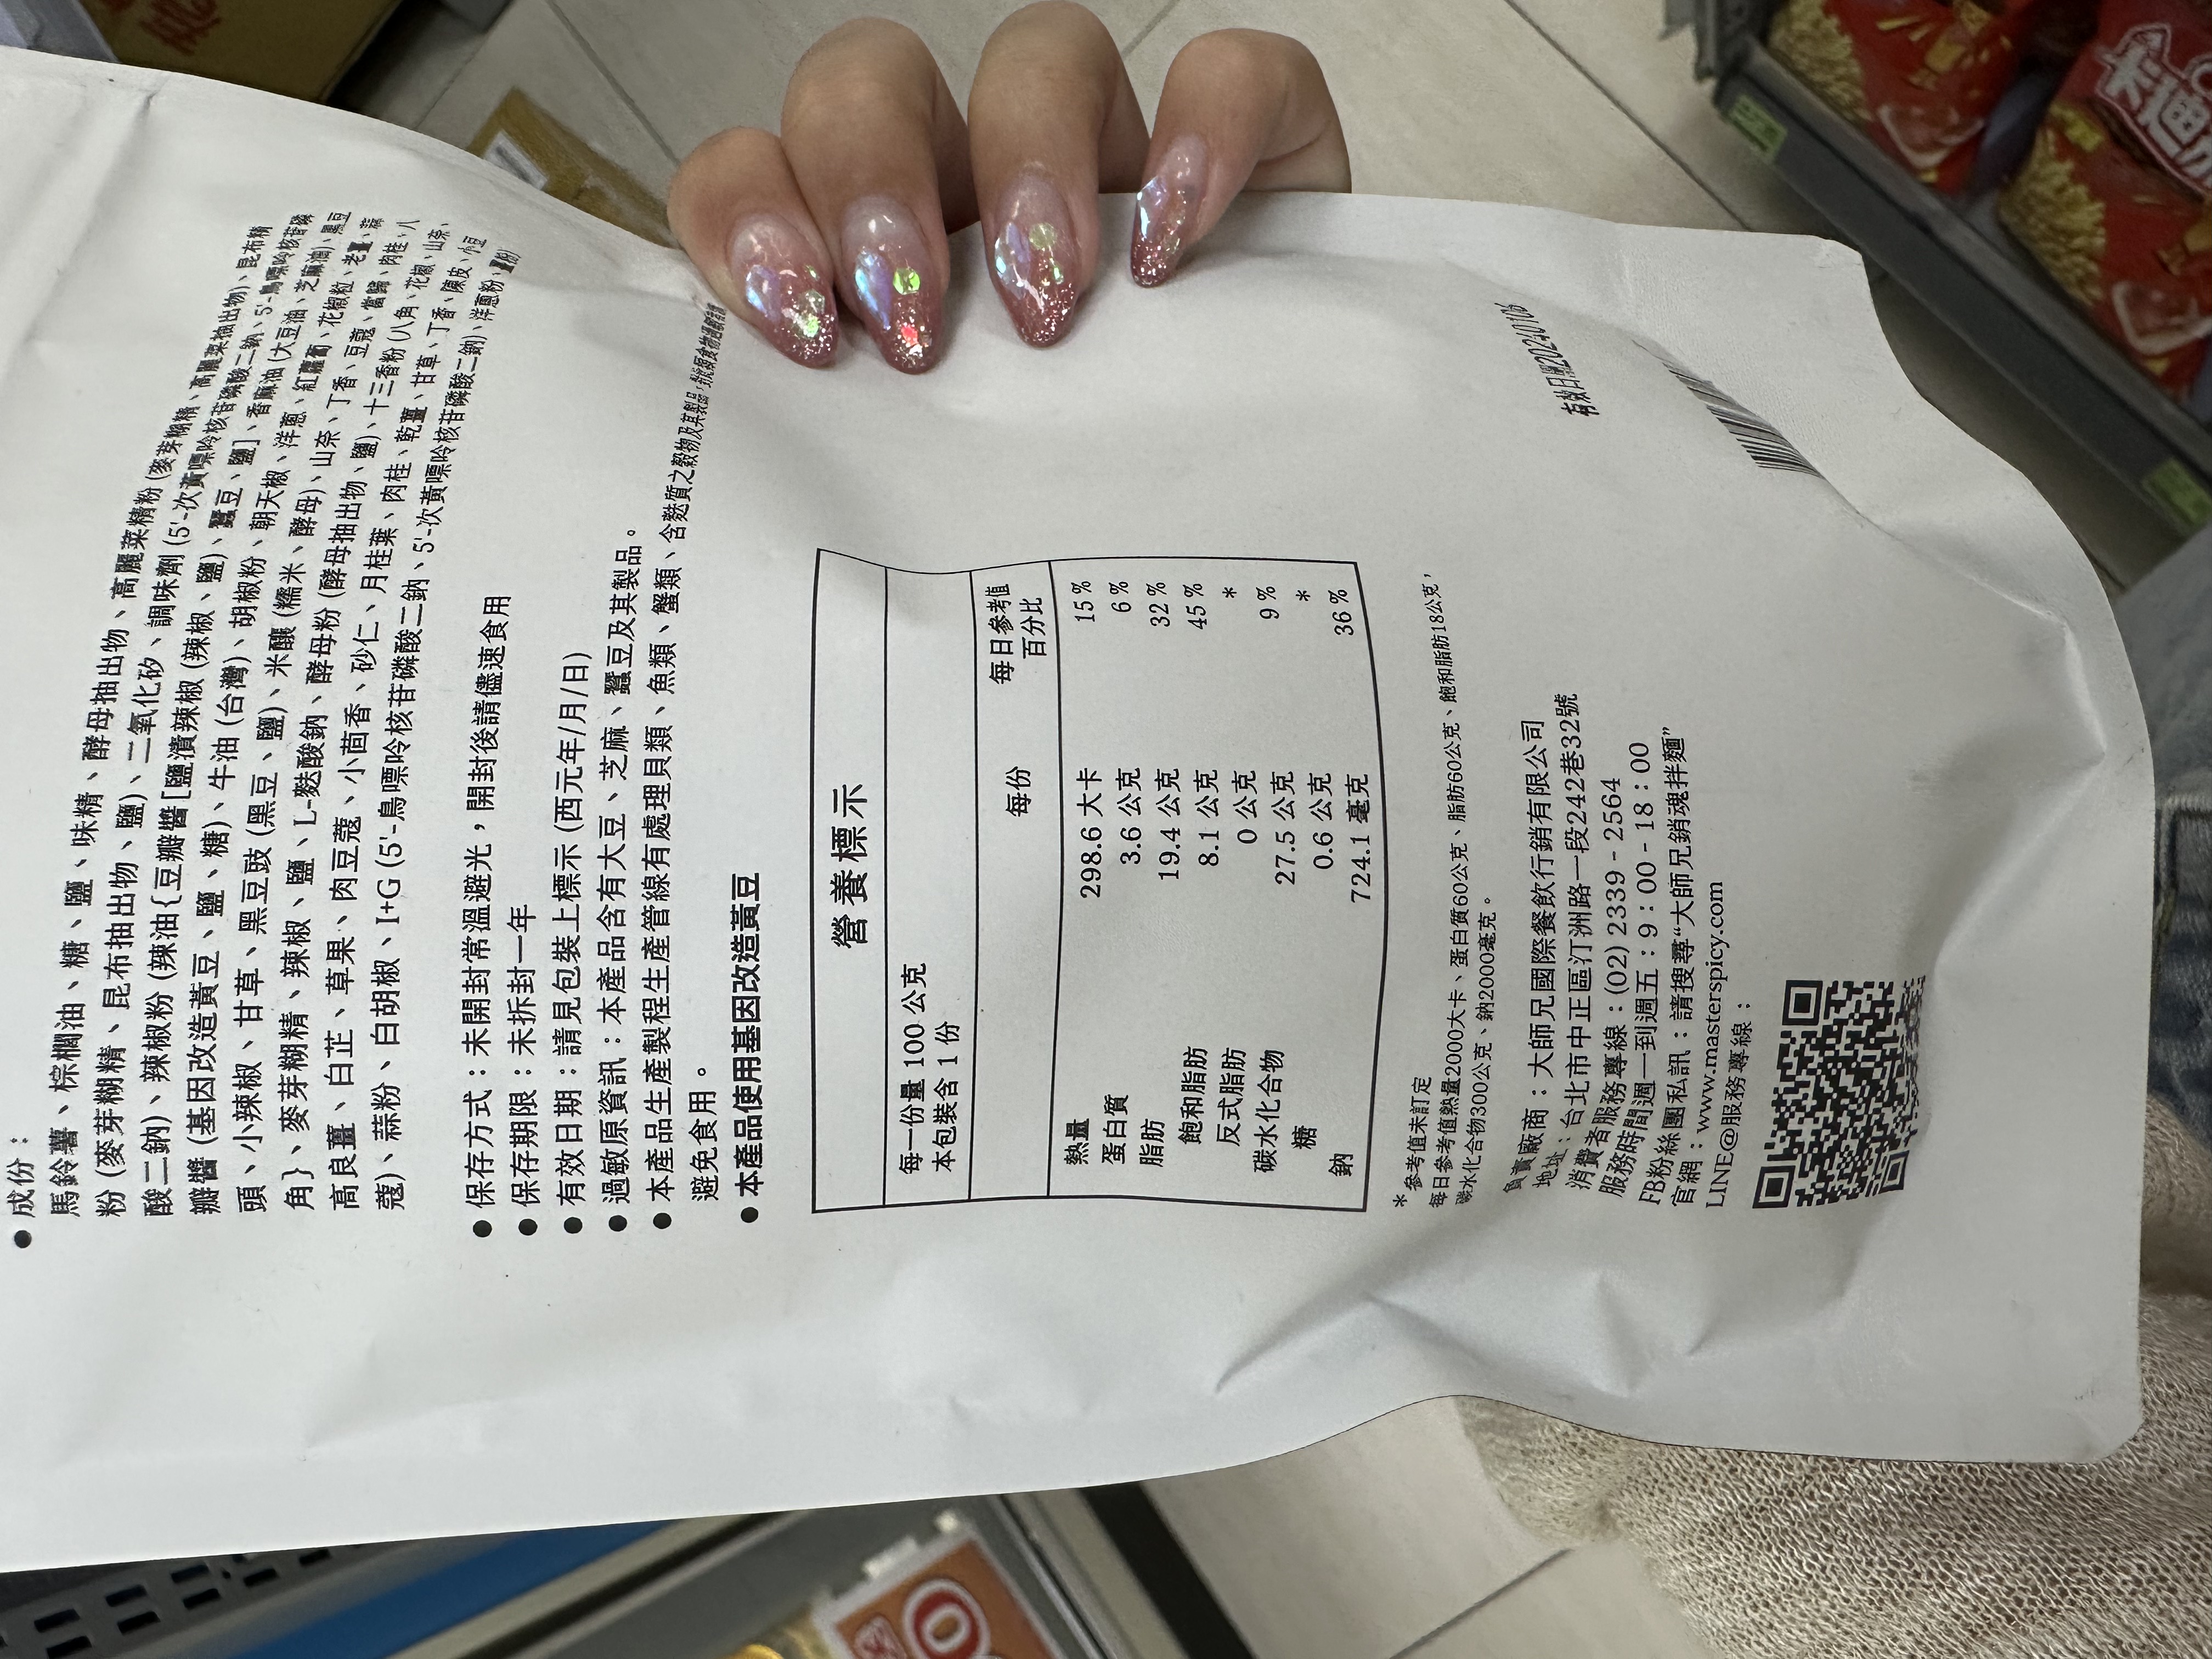 ● 成份：
馬鈴薯、棕櫚油、糖、鹽、味精、酵母抽出物、高麗菜精粉 (麥芽糊精、高麗菜抽出物)、昆布精
粉 (麥芽糊精、昆布抽出物、鹽)、二氧化矽、調味劑 (5'-次黃嘌呤核苷磷酸二鈉、5'-鳥嘌呤核苷磷
酸二鈉)、辣椒粉 (辣油{豆瓣醬[鹽漬辣椒 (辣椒、鹽)、蠶豆、鹽]、香麻油 (大豆油、芝麻油)、黑豆
瓣醬 (基因改造黃豆、鹽、糖)、牛油 (台灣)、胡椒粉、朝天椒、洋蔥、紅蘿蔔、花椒粒、老薑、蒜
頭、小辣椒、甘草、黑豆豉 (黑豆、鹽)、米釀 (糯米、酵母)、山奈、丁香、豆蔻、當歸、肉桂、八
角}、麥芽糊精、辣椒、鹽、L-麩酸鈉、酵母粉 (酵母抽出物、鹽)、十三香粉 (八角、花椒、山奈、
高良薑、白芷、草果、肉豆蔻、小茴香、砂仁、月桂葉、肉桂、乾薑、甘草、丁香、陳皮、小豆
蔻)、蒜粉、白胡椒、I+G (5'-鳥嘌呤核苷磷酸二鈉、5'-次黃嘌呤核苷磷酸二鈉)、洋蔥粉、薑粉)
● 保存方式：未開封常溫避光，開封後請儘速食用
● 保存期限：未拆封一年
● 有效日期：請見包裝上標示 (西元年/月/日)
● 過敏原資訊：本產品含有大豆、芝麻、蠶豆及其製品。
● 本產品生產製程生產管線有處理貝類、魚類、蟹類、含麩質之穀物及其製品，對此類食物過敏者請
避免食用。
● 本產品使用基因改造黃豆
營養標示
每一份量 100 公克
本包裝含 1 份
每份 每日參考值
百分比
熱量 298.6 大卡 15 %
蛋白質 3.6 公克 6 %
脂肪 19.4 公克 32 %
飽和脂肪 8.1 公克 45 %
反式脂肪 0 公克 *
碳水化合物 27.5 公克 9 %
糖 0.6 公克 *
鈉 724.1 毫克 36 %
*參考值未訂定
每日參考值熱量2000大卡、蛋白質60公克、脂肪60公克、飽和脂肪18公克，
碳水化合物300公克、鈉2000毫克。
負責廠商：大師兄國際餐飲行銷有限公司
地址：台北市中正區汀洲路一段242巷32號
消費者服務專線：(02) 2339 - 2564
服務時間週一到週五：9：00 - 18：00
FB粉絲團私訊：請搜尋“大師兄銷魂拌麵”
官網：www.masterspicy.com
LINE@服務專線：
有效日期20240106